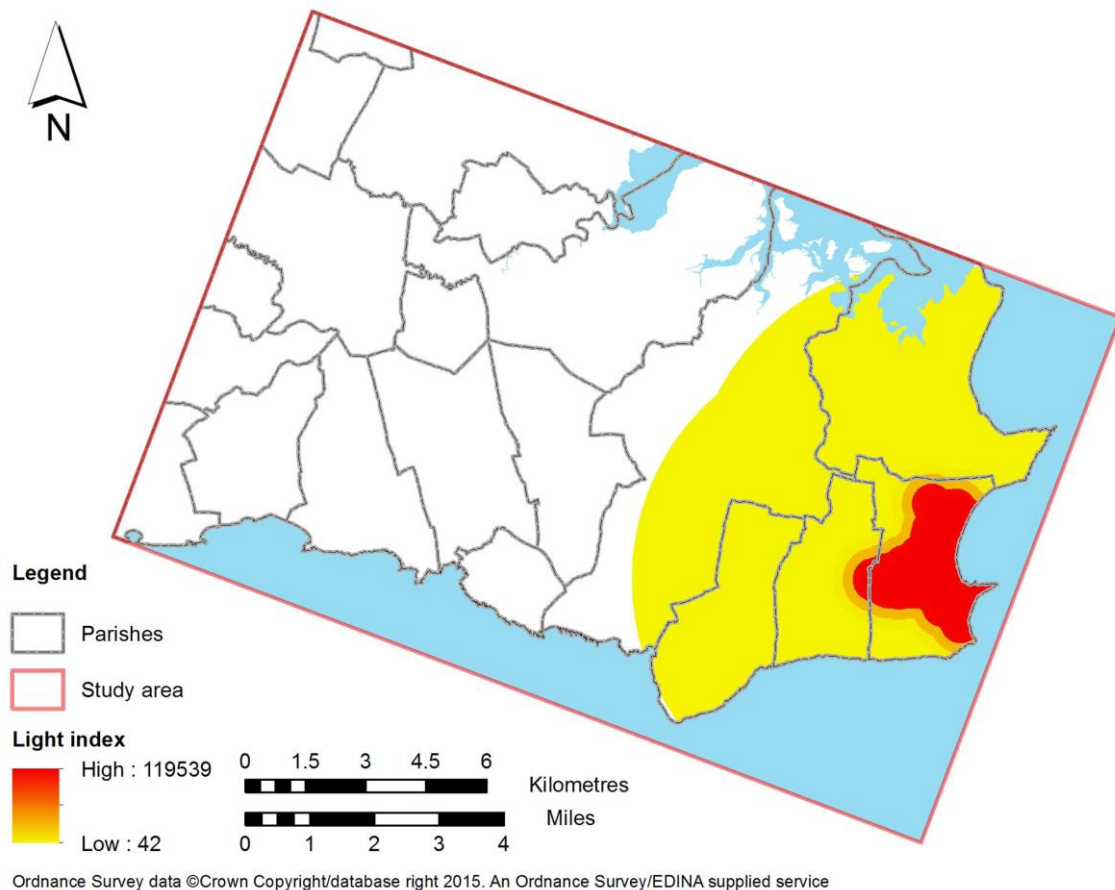 N
Legend
Parishes
Study area
Light index
High : 119539
Low : 42
0 1.5 3 4.5 6
Kilometres
Miles
0 1 2 3 4
Ordnance Survey data ©Crown Copyright/database right 2015. An Ordnance Survey/EDINA supplied service